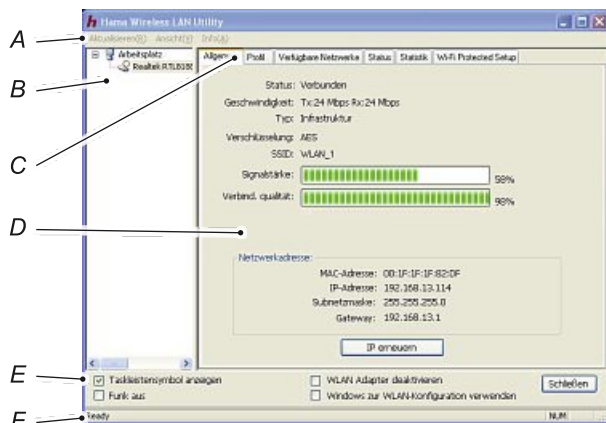 Hama Wireless LAN Utility
A
Aktualisieren(R) Ansicht(V) Info(A)
Arbeitsplatz
Realtek RTL818
B
Allgem Profil Verfügbare Netzwerke Status Statistik Wi-Fi Protected Setup
Status: Verbunden
Geschwindigkeit: Tx:24 Mbps Rx:24 Mbps
Typ: Infrastruktur
Verschlüsselung: AES
C
SSID: WLAN_1
Signalstärke: 58%
Verbind. qualität: 98%
D
Netzwerkadresse:
MAC-Adresse: 00:1F:1F:1F:82:DF
IP-Adresse: 192.168.13.114
Subnetzmaske: 255.255.255.0
Gateway: 192.168.13.1
IP erneuern
E
Taskleistensymbol anzeigen WLAN Adapter deaktivieren
Schließen
Funk aus Windows zur WLAN-Konfiguration verwenden
F
Ready NUM